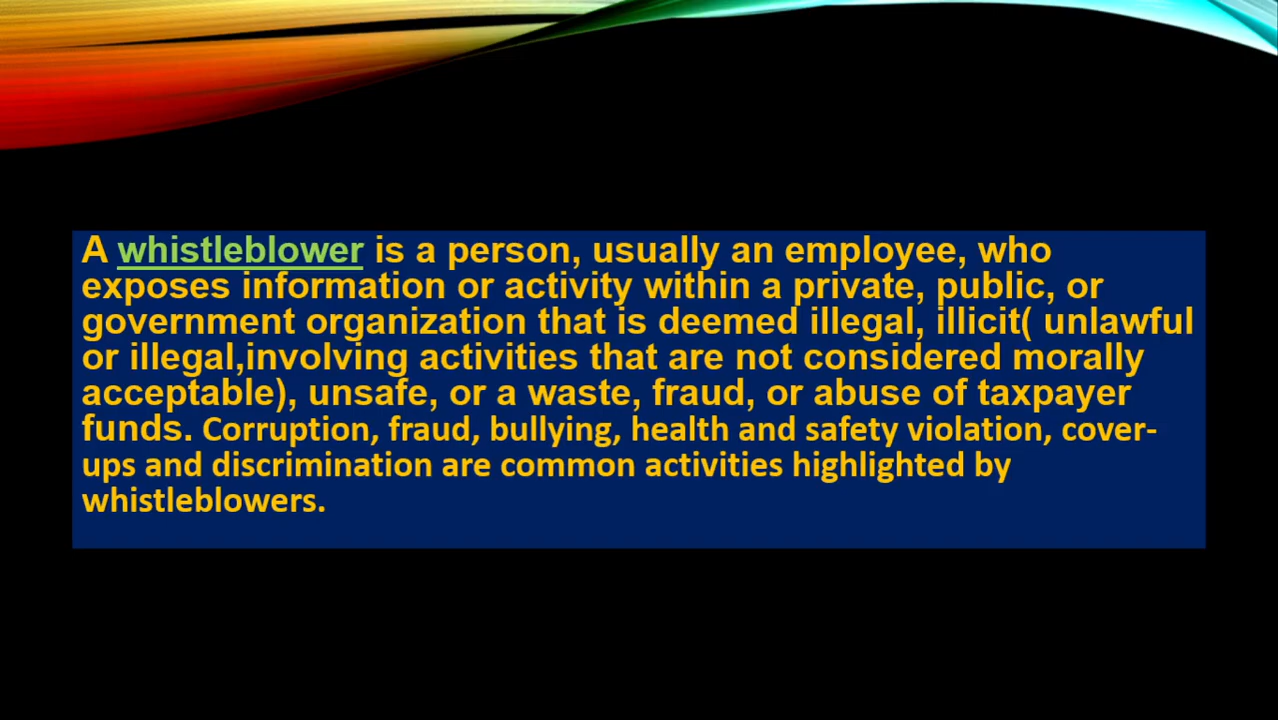 A whistleblower is a person, usually an employee, who
exposes information or activity within a private, public, or
government organization that is deemed illegal, illicit( unlawful
or illegal,involving activities that are not considered morally
acceptable), unsafe, or a waste, fraud, or abuse of taxpayer
funds. Corruption, fraud, bullying, health and safety violation, cover-
ups and discrimination are common activities highlighted by
whistleblowers.